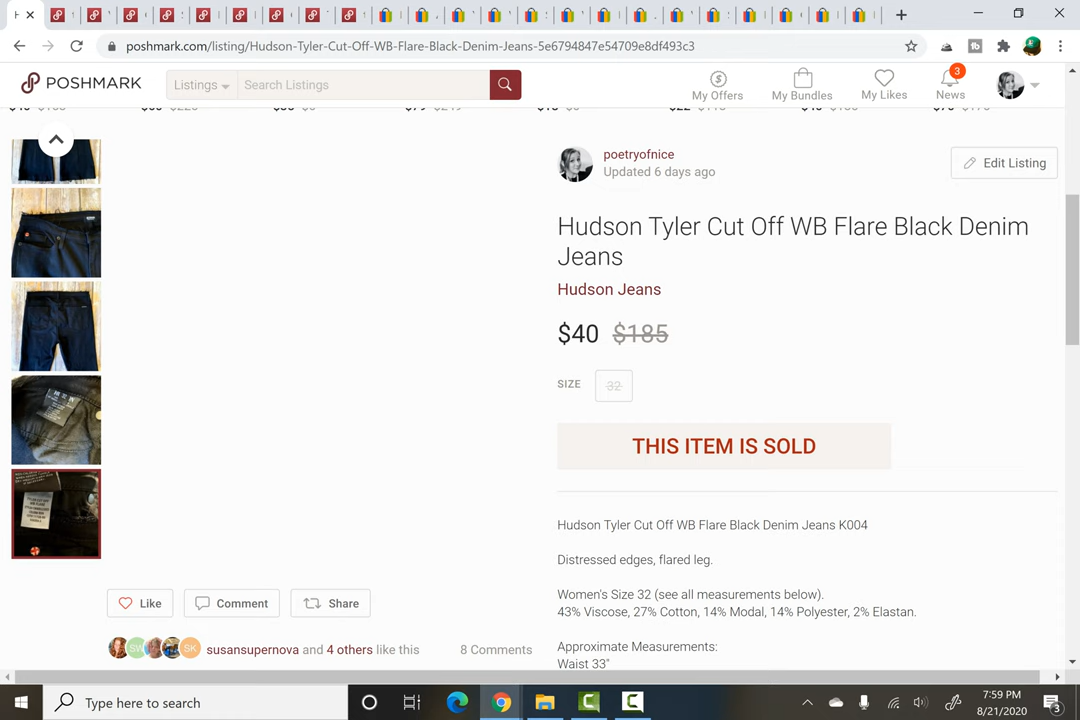 poshmark.com/listing/Hudson-Tyler-Cut-Off-WB-Flare-Black-Denim-Jeans-5e6794847e54709e8df493c3
POSHMARK
Listings
Search Listings
My Offers
My Bundles
My Likes
3
News
poetryofnice
Updated 6 days ago
Edit Listing
Hudson Tyler Cut Off WB Flare Black Denim
Jeans
Hudson Jeans
$40 $185
SIZE
32
THIS ITEM IS SOLD
Hudson Tyler Cut Off WB Flare Black Denim Jeans K004
Distressed edges, flared leg.
Women's Size 32 (see all measurements below).
43% Viscose, 27% Cotton, 14% Modal, 14% Polyester, 2% Elastan.
Approximate Measurements:
Waist 33"
Like
Comment
Share
SK
susansupernova and 4 others like this
8 Comments
Type here to search
7:59 PM
8/21/2020
3